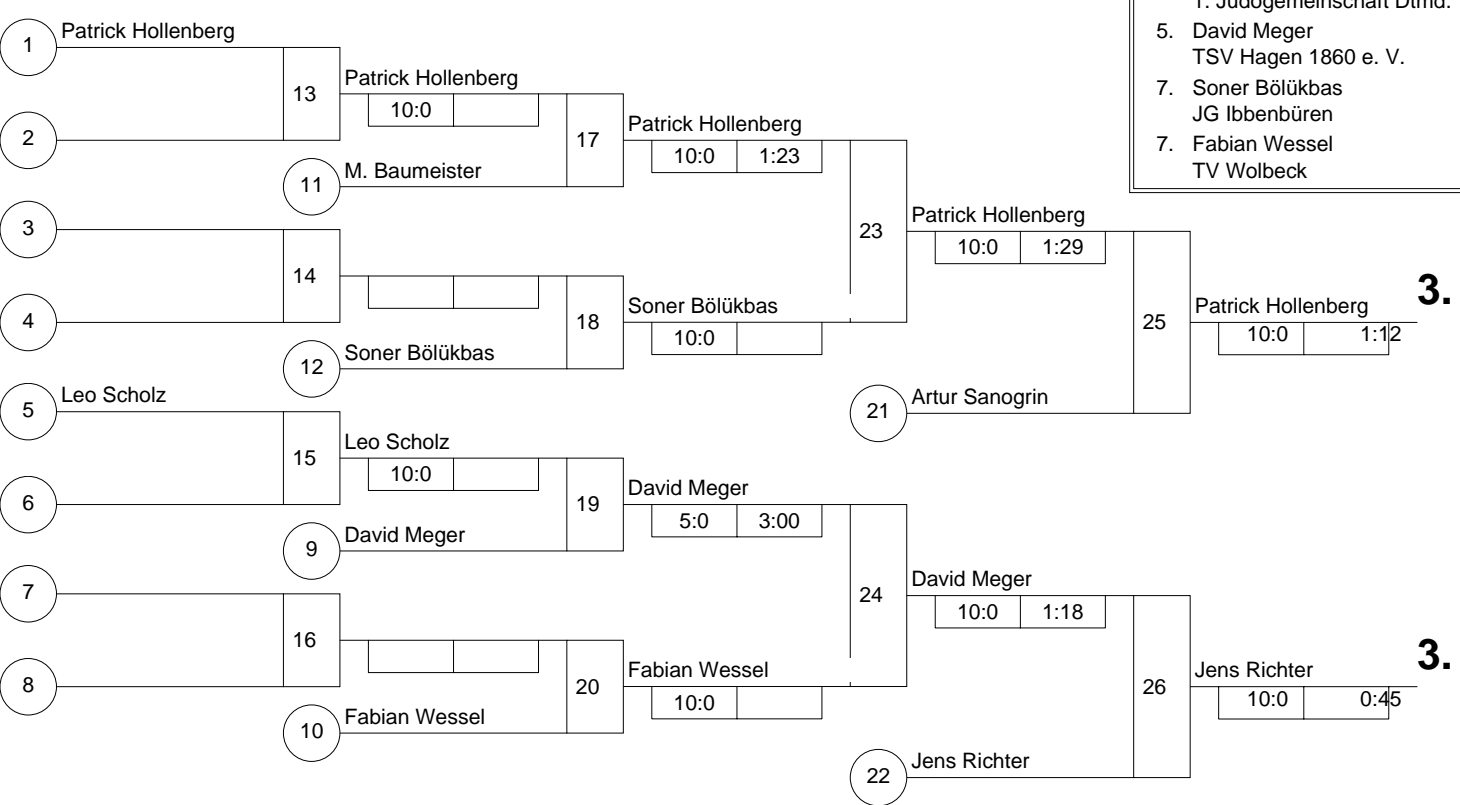 1. Judogemeinschaft Dtmd.
5. David Meger
TSV Hagen 1860 e. V.
7. Soner Bölükbas
JG Ibbenbüren
7. Fabian Wessel
TV Wolbeck
1 Patrick Hollenberg
2
13
Patrick Hollenberg
10:0
11 M. Baumeister
17
Patrick Hollenberg
10:0 1:23
3
4
14
12 Soner Bölükbas
18
Soner Bölükbas
10:0
23
Patrick Hollenberg
10:0 1:29
21 Artur Sanogrin
25
Patrick Hollenberg 3.
10:0 1:12
5 Leo Scholz
6
15
Leo Scholz
10:0
9 David Meger
19
David Meger
5:0 3:00
7
8
16
10 Fabian Wessel
20
Fabian Wessel
10:0
24
David Meger
10:0 1:18
22 Jens Richter
26
Jens Richter 3.
10:0 0:45